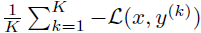 \frac{1}{K} \sum_{k=1}^{K} -\mathcal{L}(x, y^{(k)})